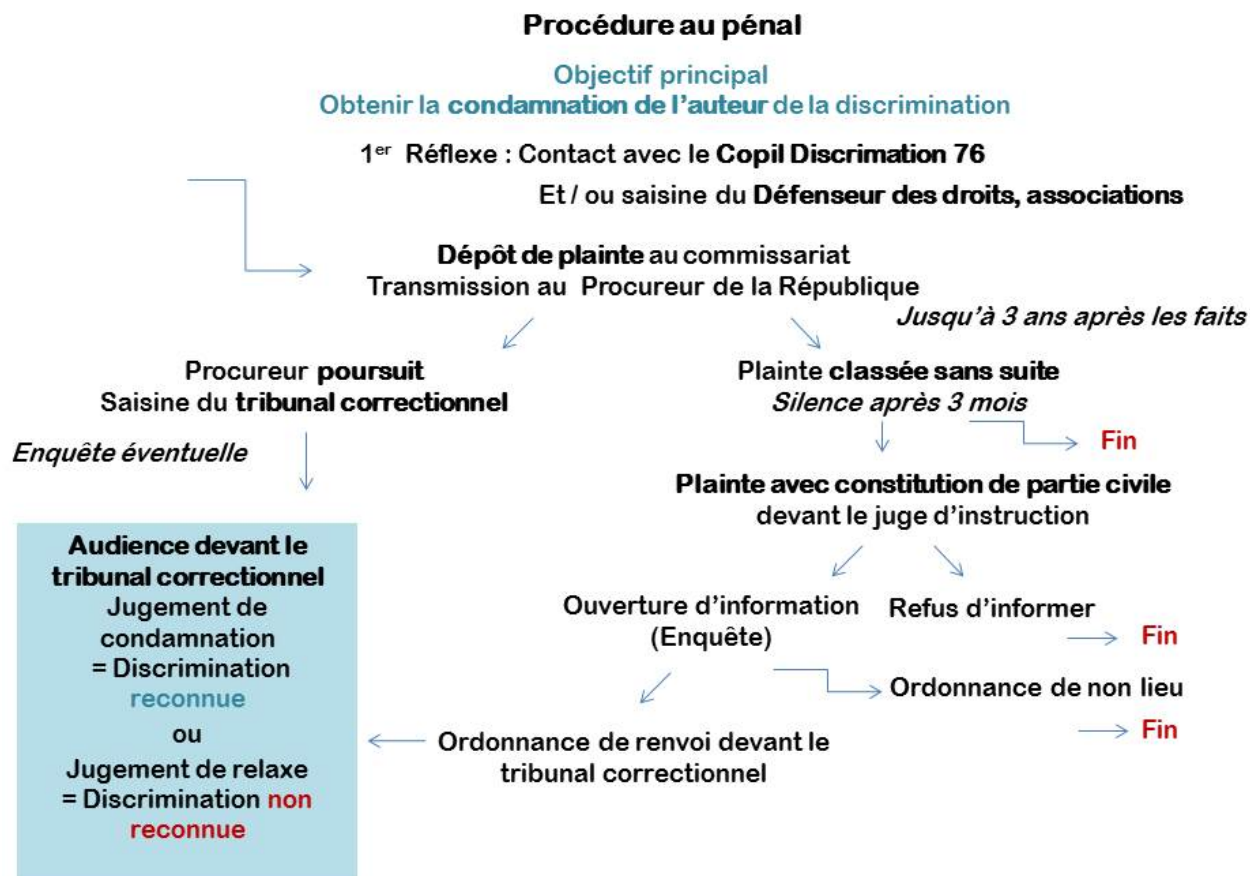 Procédure au pénal
Objectif principal
Obtenir la condamnation de l'auteur de la discrimination
1er Réflexe : Contact avec le Copil Discrimation 76
Et / ou saisine du Défenseur des droits, associations
Dépôt de plainte au commissariat
Transmission au Procureur de la République
Jusqu'à 3 ans après les faits
Procureur poursuit
Saisine du tribunal correctionnel
Enquête éventuelle
Plainte classée sans suite
Silence après 3 mois
Fin
Plainte avec constitution de partie civile
devant le juge d'instruction
Ouverture d'information
(Enquête)
Refus d'informer
Fin
Ordonnance de non lieu
Fin
Ordonnance de renvoi devant le
tribunal correctionnel
Audience devant le
tribunal correctionnel
Jugement de
condamnation
= Discrimination
reconnue
ou
Jugement de relaxe
= Discrimination non
reconnue